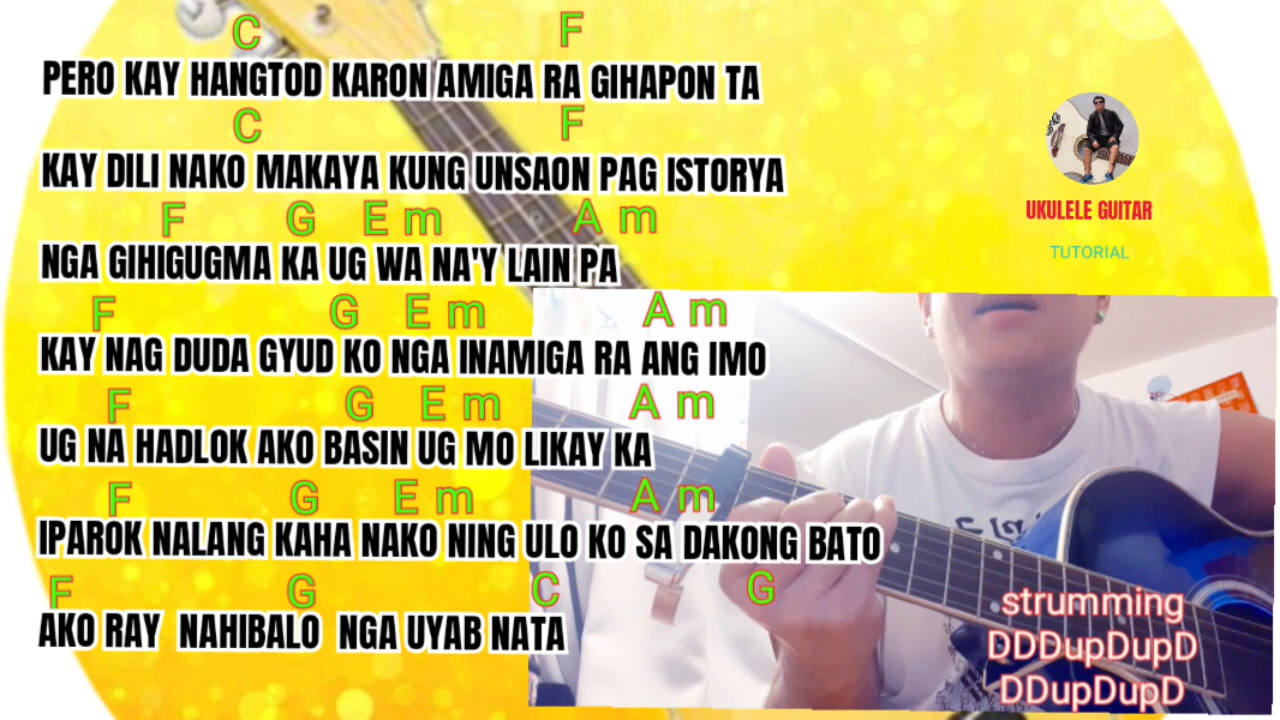 C F
PERO KAY HANGTOD KARON AMIGA RA GIHAPON TA
C F
KAY DILI NAKO MAKAYA KUNG UNSAON PAG ISTORYA
F G Em Am
NGA GIHIGUGMA KA UG WA NA'Y LAIN PA
F G Em Am
KAY NAG DUDA GYUD KO NGA INAMIGA RA ANG IMO
F G Em Am
UG NA HADLOK AKO BASIN UG MO LIKAY KA
F G Em Am
IPAROK NALANG KAHA NAKO NING ULO KO SA DAKONG BATO
F G C G
AKO RAY NAHIBALO NGA UYAB NATA
UKULELE GUITAR
TUTORIAL
strumming
DDDupDupD
DDupDupD